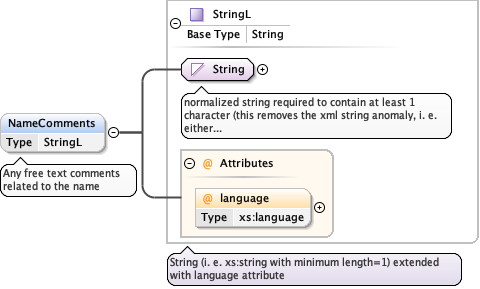 StringL
Base Type String
String
normalized string required to contain at least 1
character (this removes the xml string anomaly, i. e.
either...
NameComments
Type StringL
Any free text comments
related to the name
@ Attributes
@ language
Type xs:language
String (i. e. xs:string with minimum length=1) extended
with language attribute